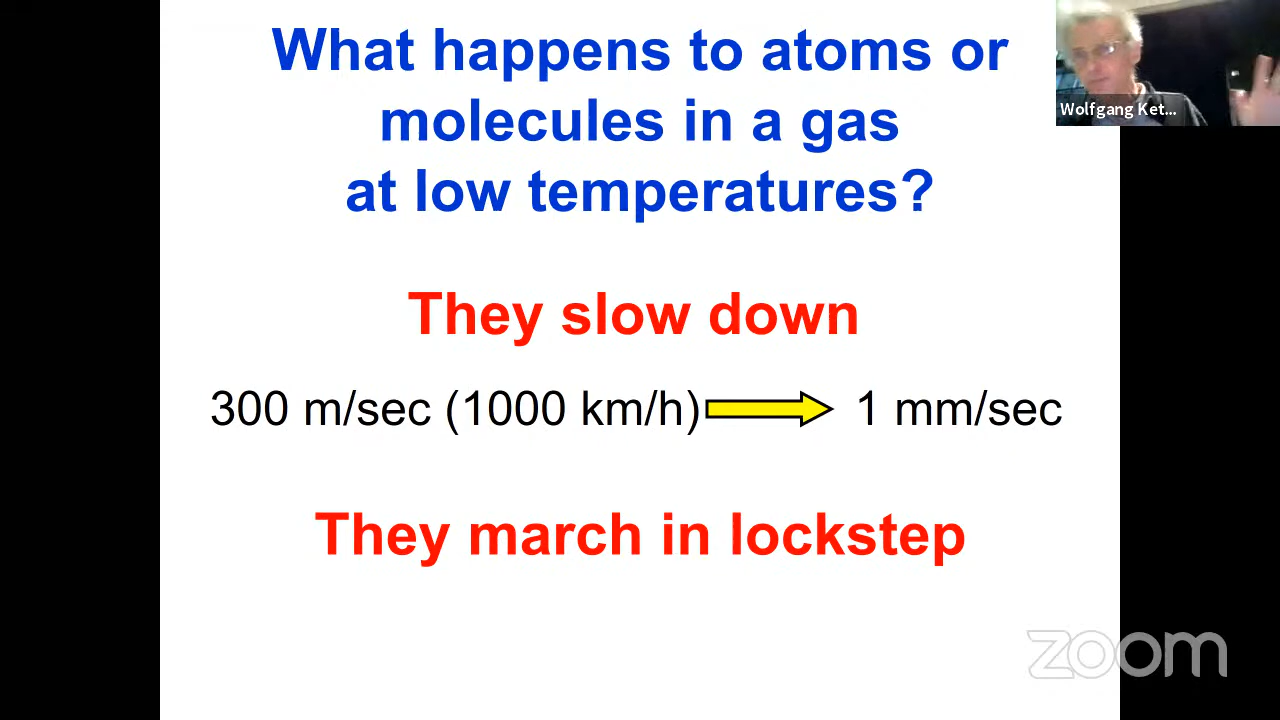 What happens to atoms or
molecules in a gas
at low temperatures?
Wolfgang Ket...
They slow down
300 m/sec (1000 km/h) 1 mm/sec
They march in lockstep
zoom